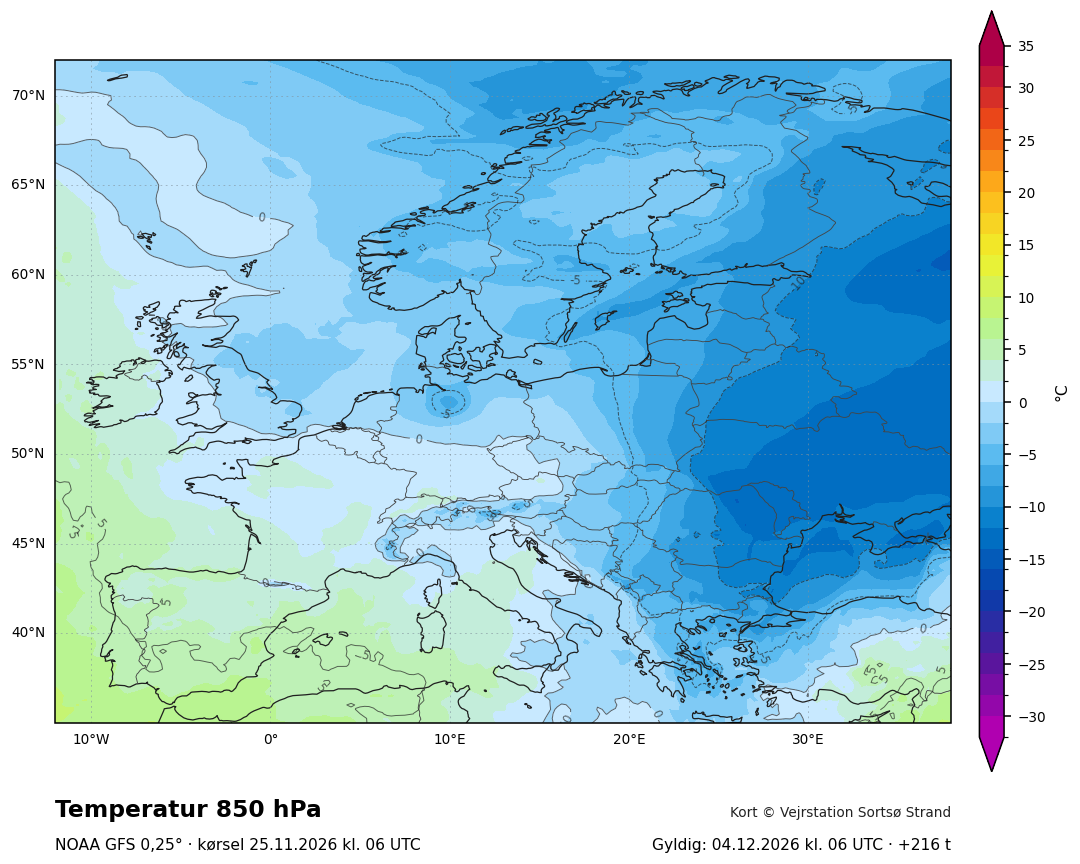 70°N
65°N
60°N
55°N
50°N
45°N
40°N
10°W
0°
10°E
20°E
30°E
35
30
25
20
15
10
5
0
−5
−10
−15
−20
−25
−30
°C
Temperatur 850 hPa
Kort © Vejrstation Sortsø Strand
NOAA GFS 0,25° · kørsel 25.11.2026 kl. 06 UTC
Gyldig: 04.12.2026 kl. 06 UTC · +216 t